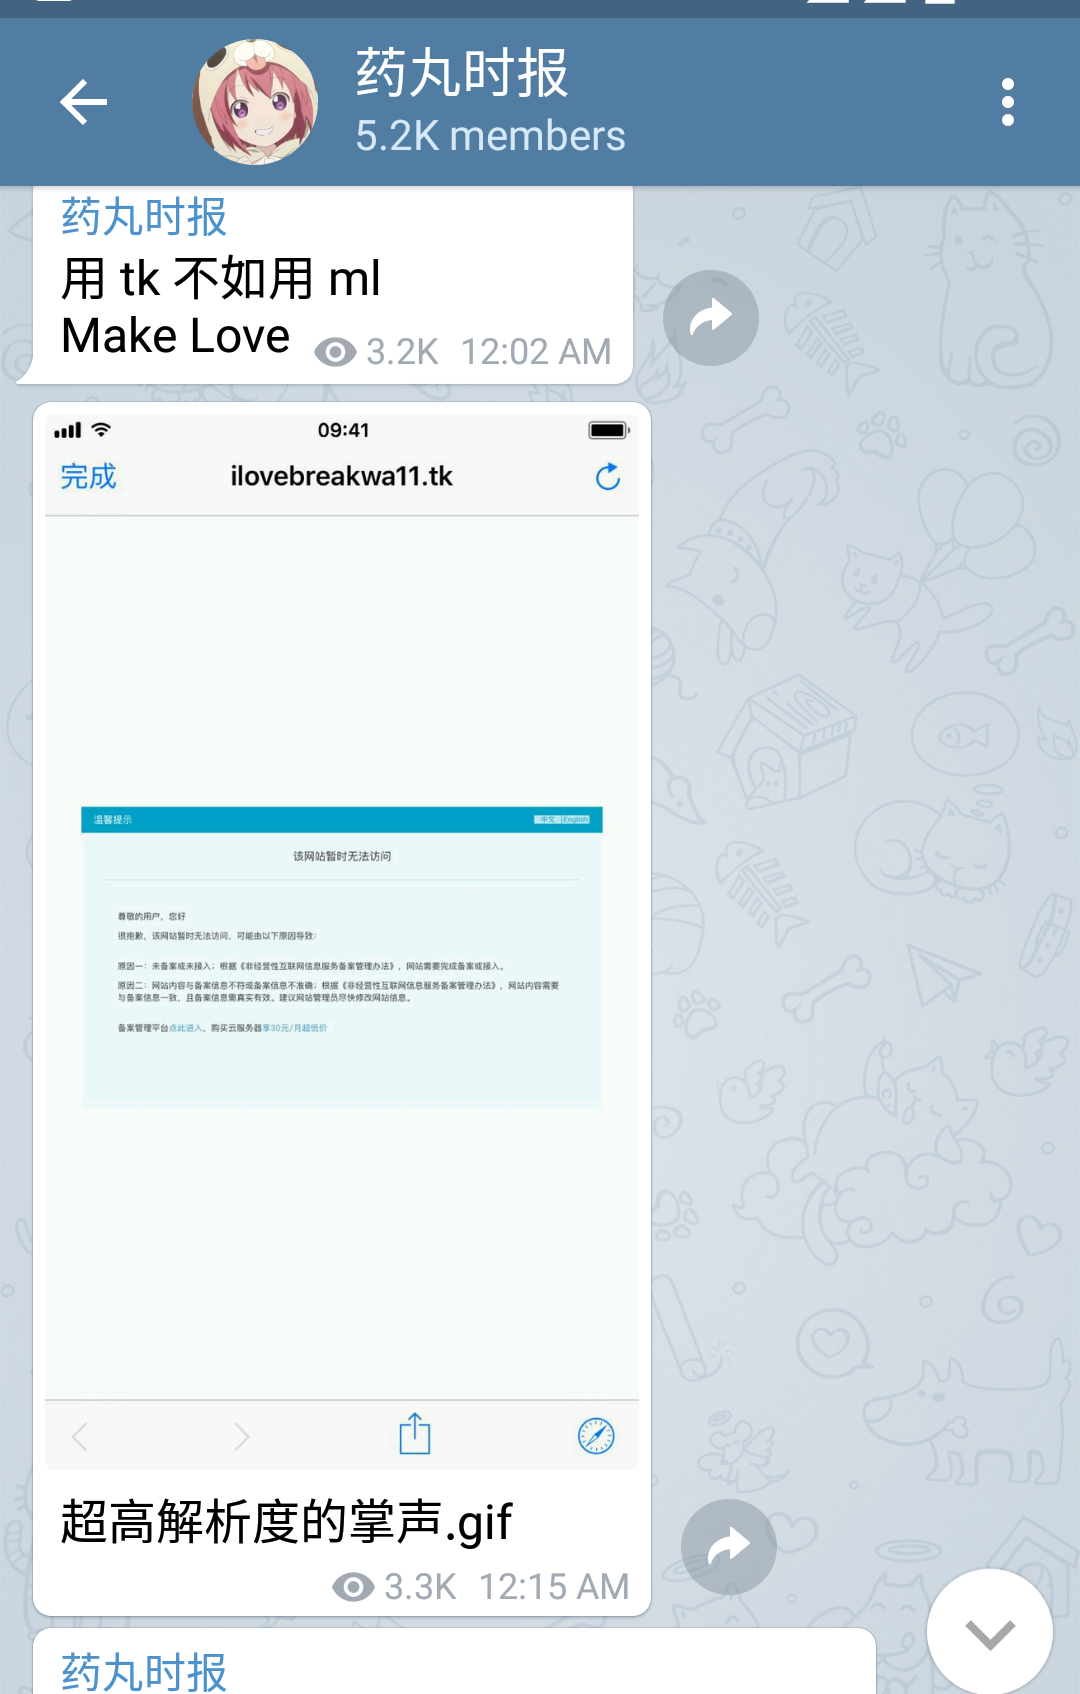 药丸时报
5.2K members
药丸时报
用 tk 不如用 ml
Make Love
3.2K 12:02 AM
09:41
完成 ilovebreakwa11.tk
温馨提示 中文 |English
该网站暂时无法访问
尊敬的用户，您好
很抱歉，该网站暂时无法访问，可能由以下原因导致：
原因一：未备案或未接入；根据《非经营性互联网信息服务备案管理办法》，网站需要完成备案或接入。
原因二：网站内容与备案信息不符或备案信息不准确；根据《非经营性互联网信息服务备案管理办法》，网站内容需要
与备案信息一致，且备案信息需真实有效。建议网站管理员尽快修改网站信息。
备案管理平台点此进入，购买云服务器享30元/月超低价
超高解析度的掌声.gif
3.3K 12:15 AM
药丸时报